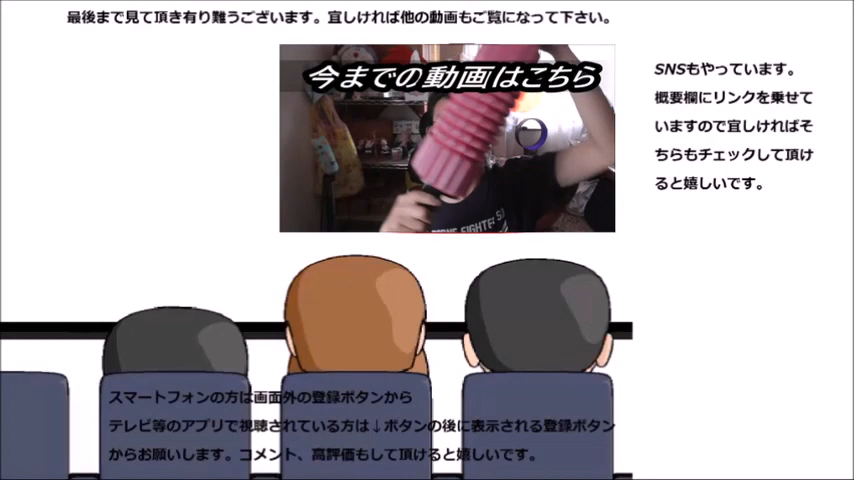 最後まで見て頂き有り難うございます。宜しければ他の動画もご覧になって下さい。
今までの動画はこちら
SNSもやっています。
概要欄にリンクを乗せて
いますので宜しければそ
ちらもチェックして頂け
ると嬉しいです。
スマートフォンの方は画面外の登録ボタンから
テレビ等のアプリで視聴されている方は↓ボタンの後に表示される登録ボタン
からお願いします。コメント、高評価もして頂けると嬉しいです。